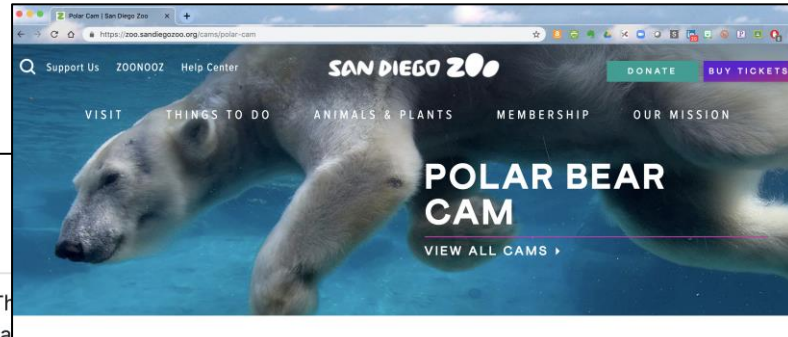 Polar Cam | San Diego Zoo
https://zoo.sandiegozoo.org/cams/polar-cam
Support Us ZOONOOZ Help Center SAN DIEGO ZOO DONATE BUY TICKETS
VISIT THINGS TO DO ANIMALS & PLANTS MEMBERSHIP OUR MISSION
POLAR BEAR
CAM
VIEW ALL CAMS